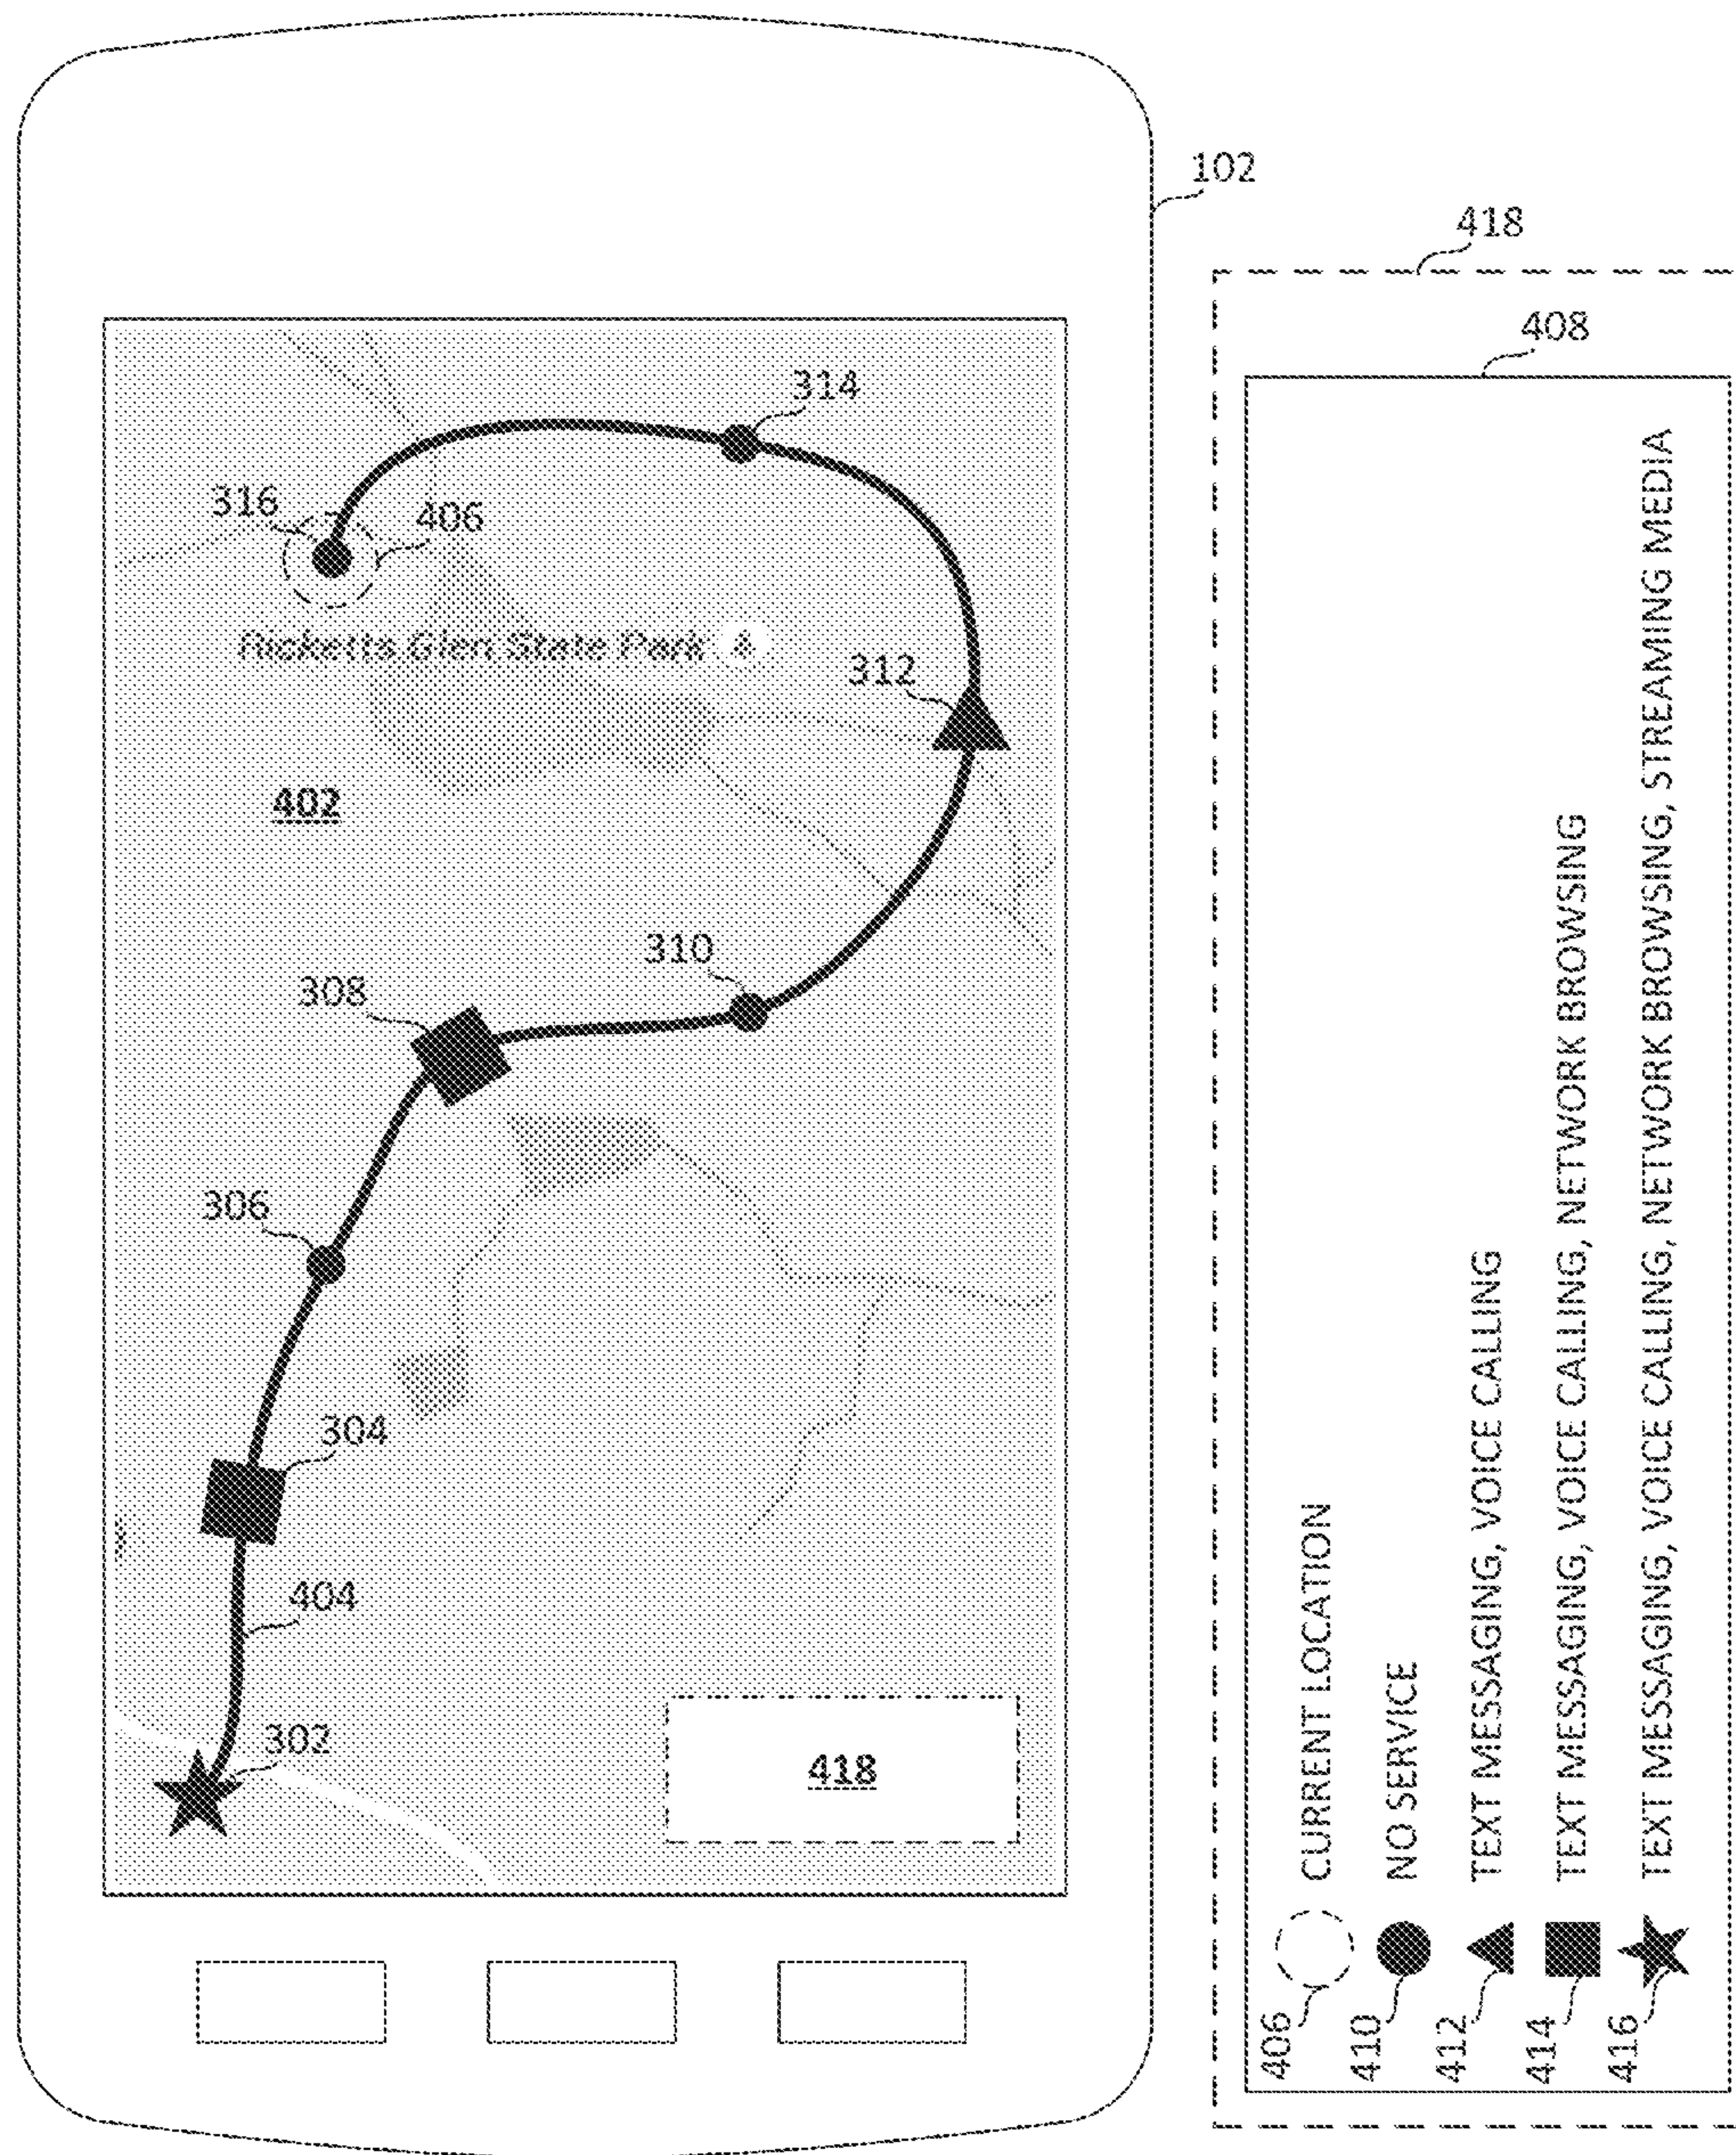 102
418
408
314
316
406
Ricketts Glen State Park
312
402
310
308
306
304
404
302
418
406 CURRENT LOCATION
410 NO SERVICE
412 TEXT MESSAGING, VOICE CALLING
414 TEXT MESSAGING, VOICE CALLING, NETWORK BROWSING
416 TEXT MESSAGING, VOICE CALLING, NETWORK BROWSING, STREAMING MEDIA